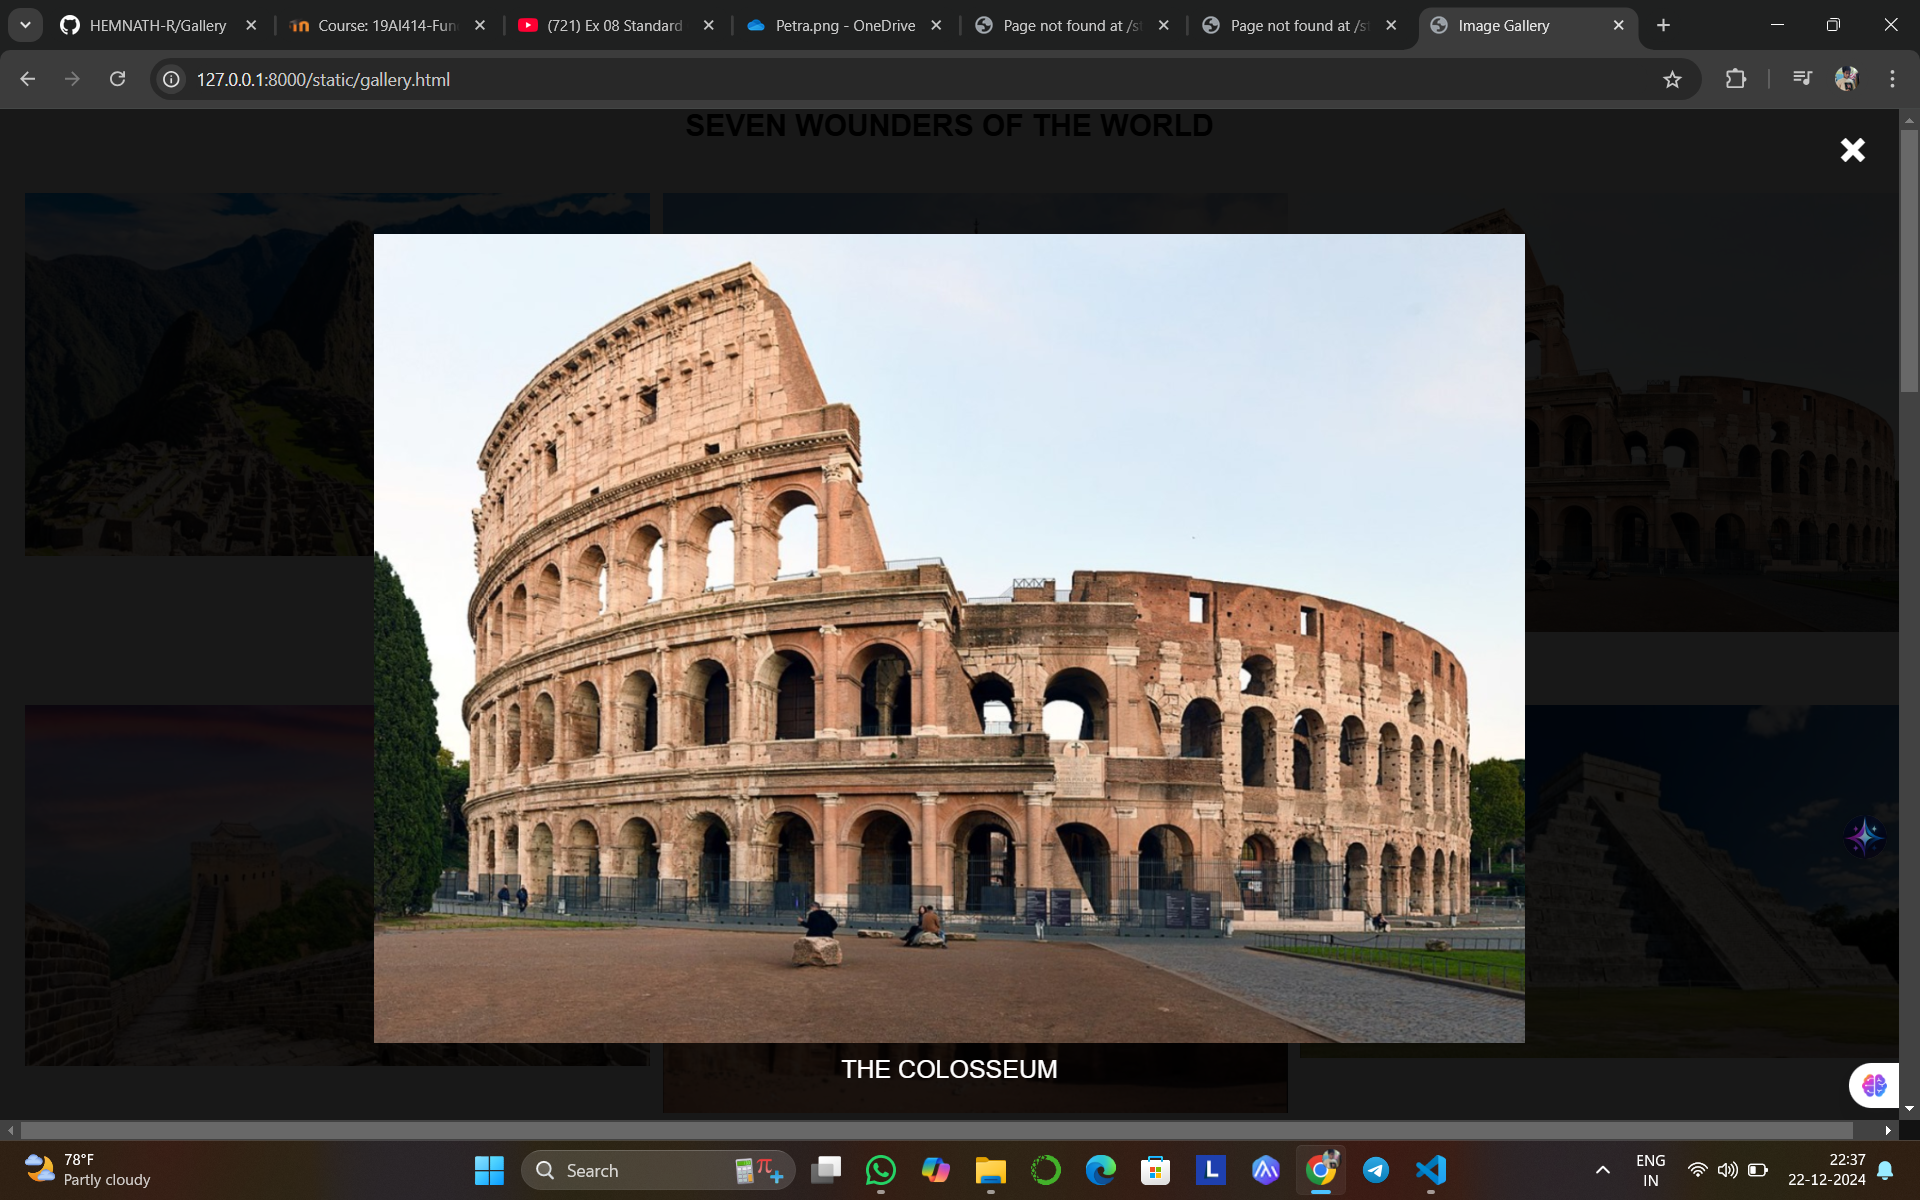 HEMNATH-R/Gallery
Course: 19AI414-Fun
(721) Ex 08 Standard
Petra.png - OneDrive
Page not found at /st
Page not found at /st
Image Gallery
127.0.0.1:8000/static/gallery.html
SEVEN WOUNDERS OF THE WORLD
THE COLOSSEUM
78°F
Partly cloudy
Search
L
ENG
IN
22:37
22-12-2024